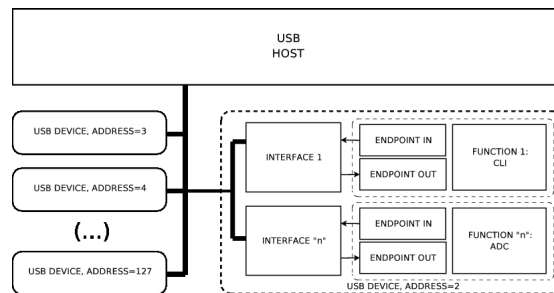 USB
HOST
USB DEVICE, ADDRESS=3
USB DEVICE, ADDRESS=4
(...)
USB DEVICE, ADDRESS=127
INTERFACE 1
ENDPOINT IN
ENDPOINT OUT
FUNCTION 1:
CLI
INTERFACE "n"
ENDPOINT IN
ENDPOINT OUT
FUNCTION "n":
ADC
USB DEVICE, ADDRESS=2